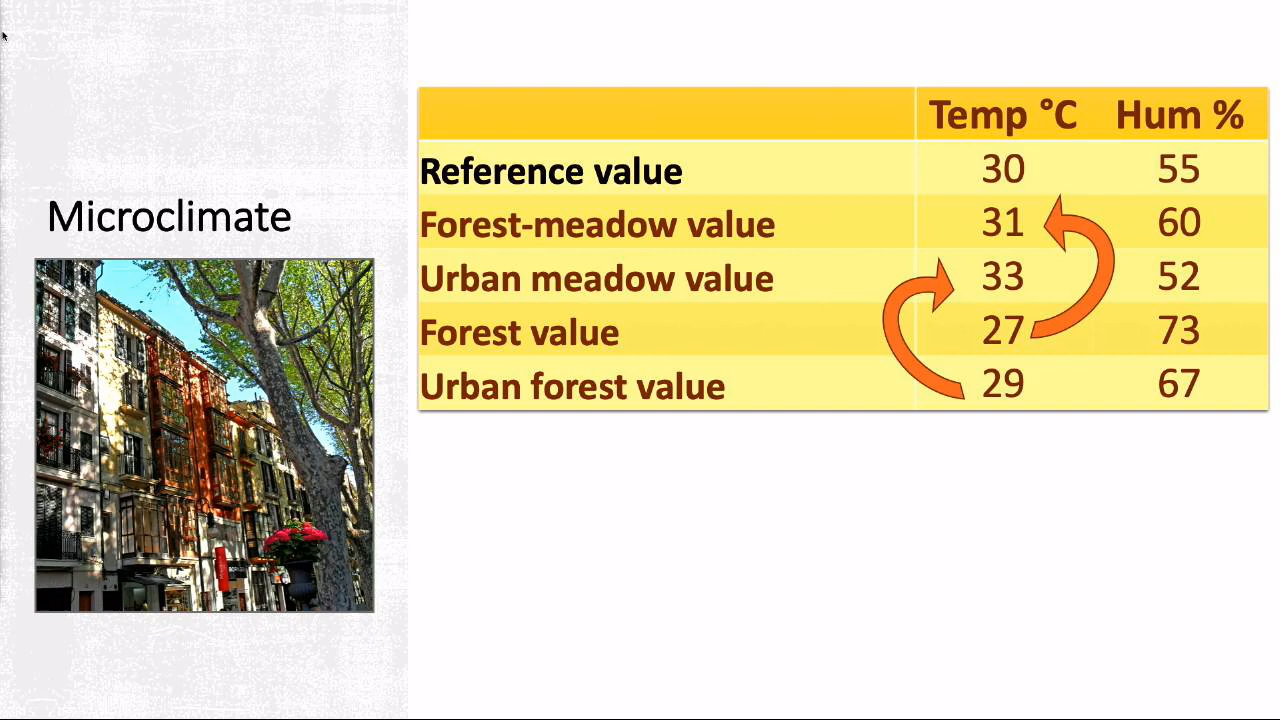 Microclimate
Temp °C Hum %
Reference value 30 55
Forest-meadow value 31 60
Urban meadow value 33 52
Forest value 27 73
Urban forest value 29 67